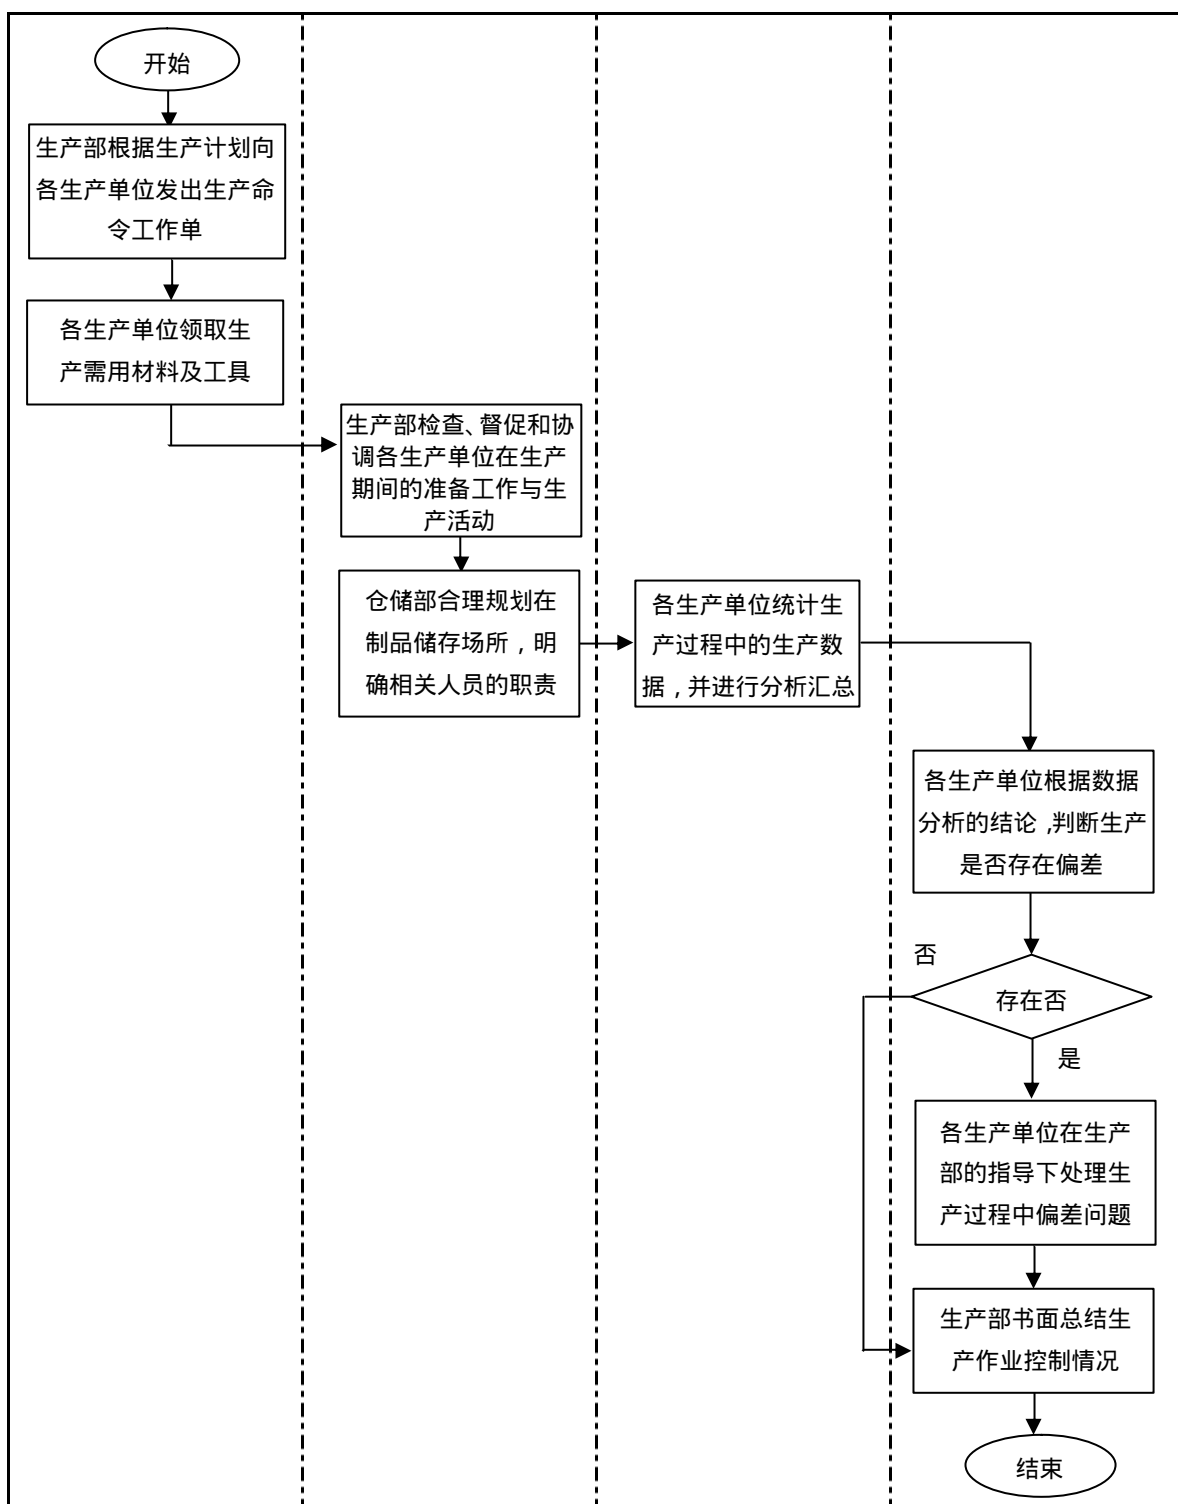 开始
生产部根据生产计划向
各生产单位发出生产命
令工作单
各生产单位领取生
产需用材料及工具
生产部检查、督促和协
调各生产单位在生产
期间的准备工作与生
产活动
仓储部合理规划在
制品储存场所，明
确相关人员的职责
各生产单位统计生
产过程中的生产数
据，并进行分析汇总
各生产单位根据数据
分析的结论，判断生产
是否存在偏差
否
存在否
是
各生产单位在生产
部的指导下处理生
产过程中偏差问题
生产部书面总结生
产作业控制情况
结束